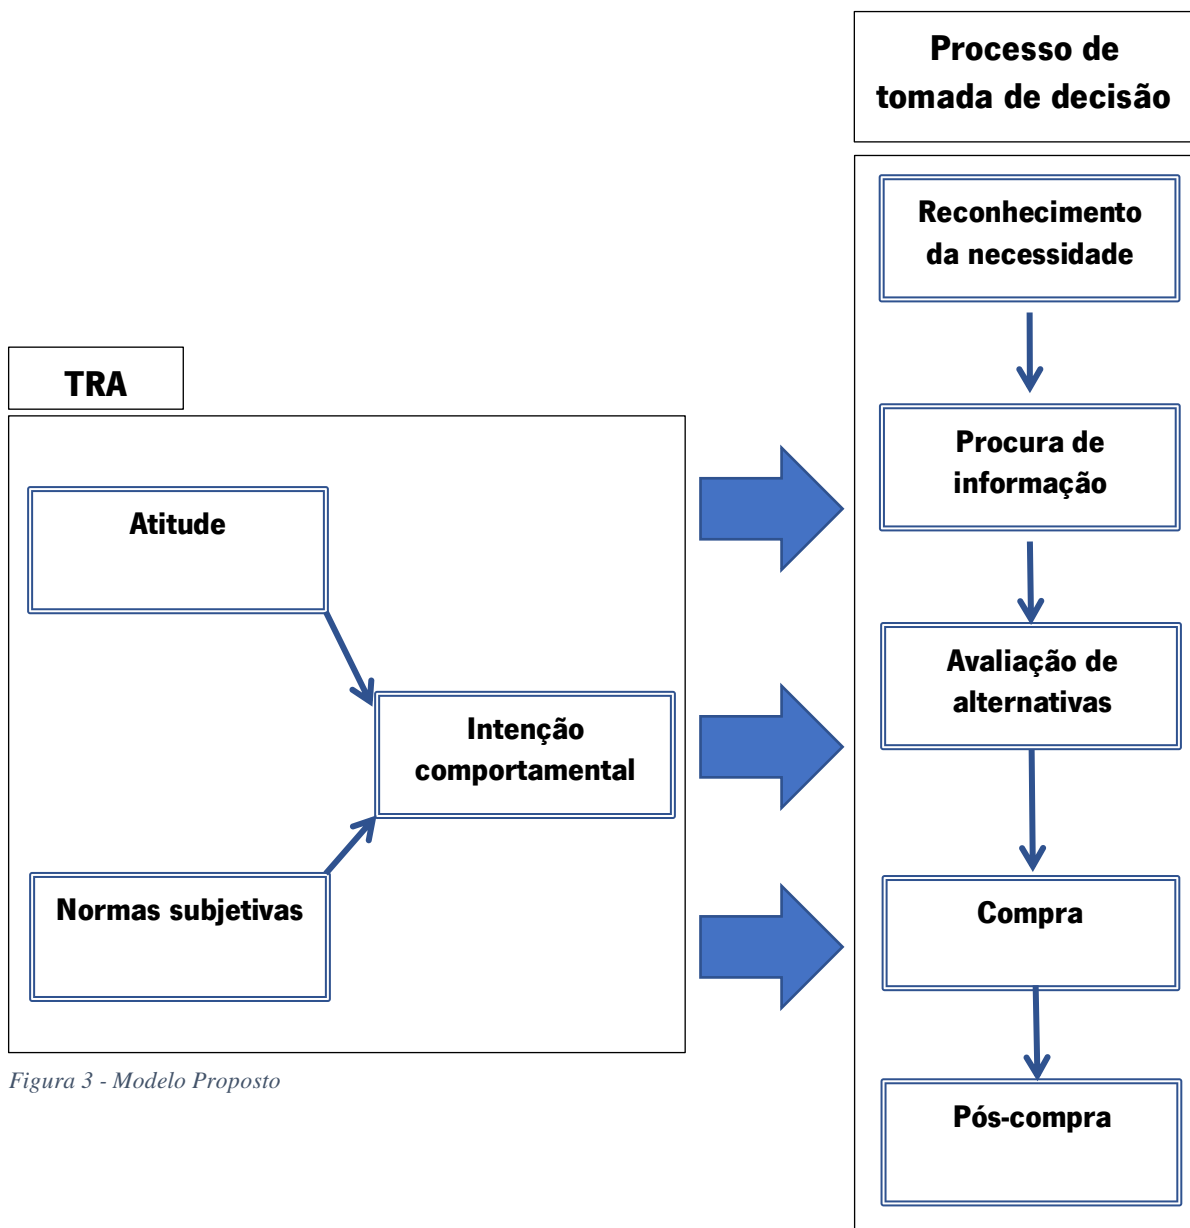 Processo de
tomada de decisão
Reconhecimento
da necessidade
TRA
Procura de
informação
Atitude
Avaliação de
alternativas
Intenção
comportamental
Normas subjetivas
Compra
Figura 3 - Modelo Proposto
Pós-compra